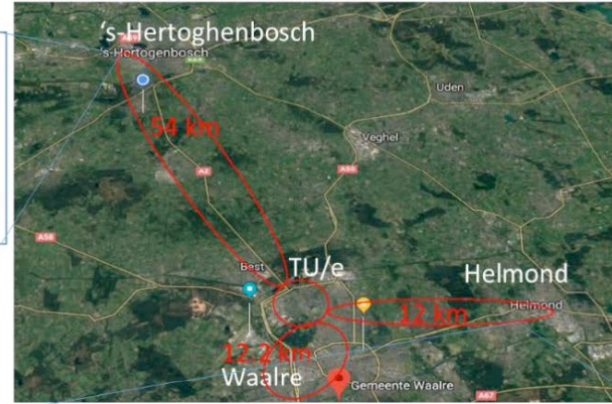 's-Hertoghenbosch
's-Hertogenbosch
54 km
Uden
Veghel
A2
A50
A58
Best
TU/e
Helmond
Helmond
12 km
12.2 km
Waalre
Gemeente Waalre
A67